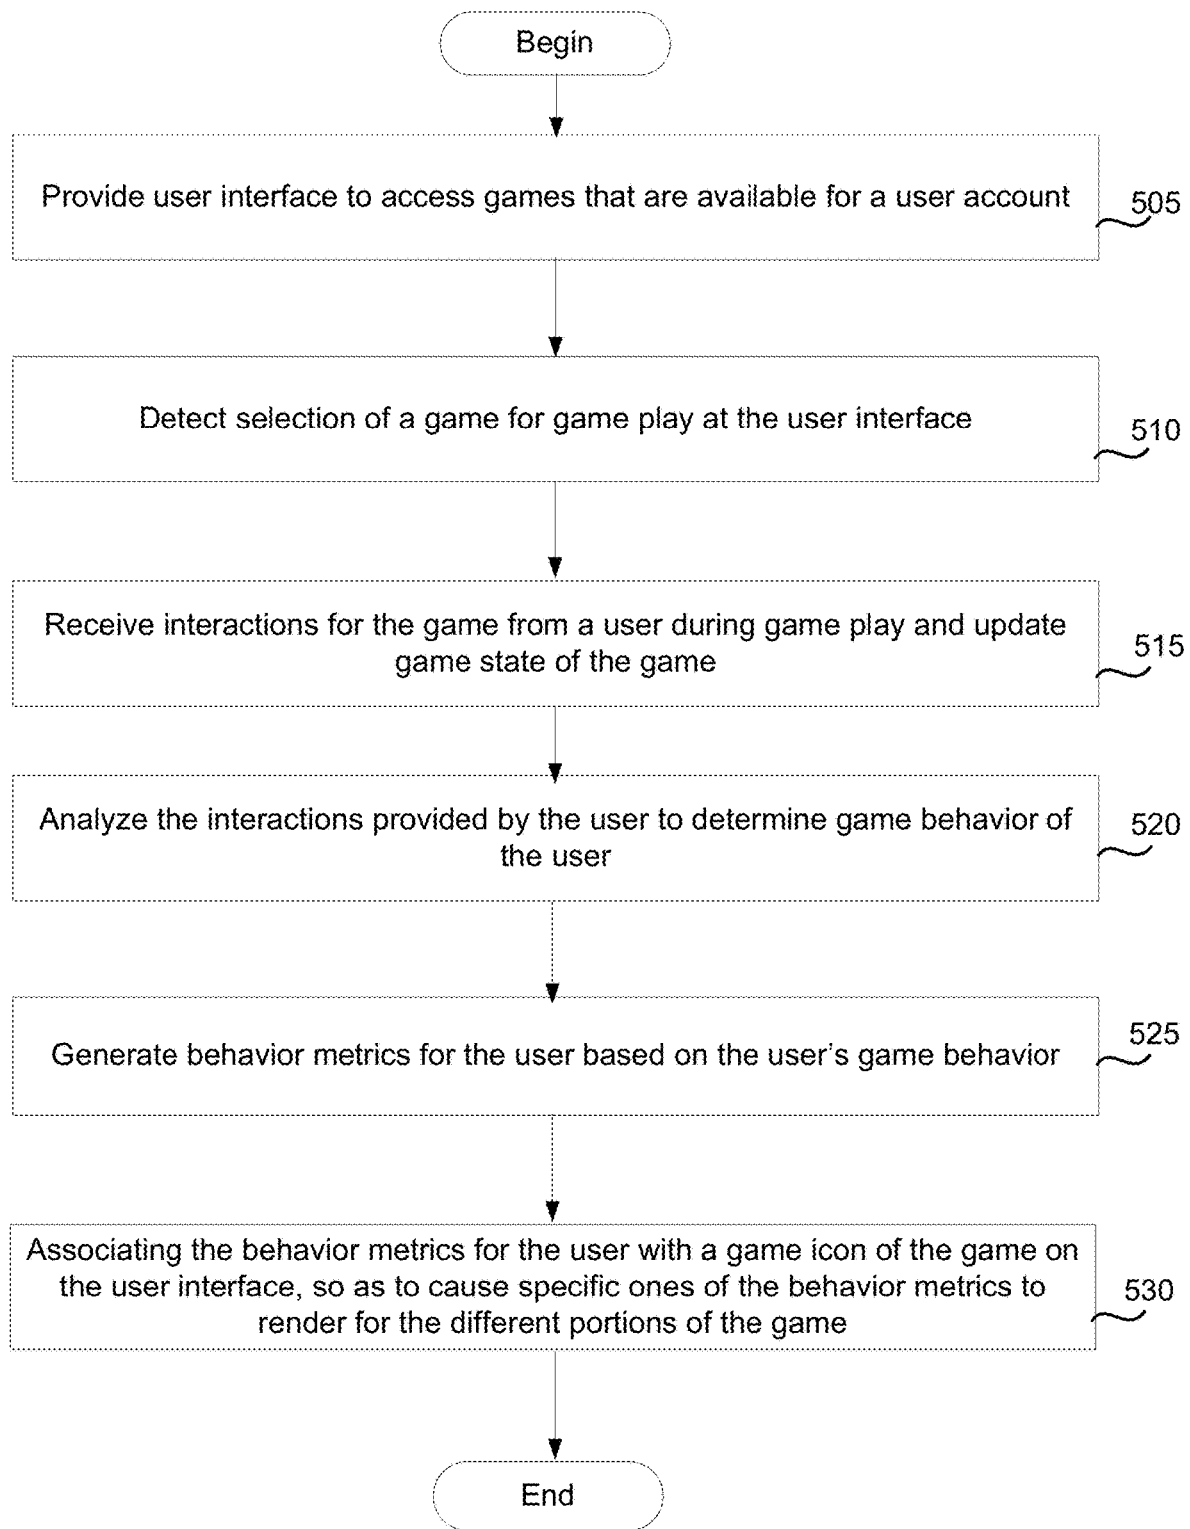 Begin
Provide user interface to access games that are available for a user account
505
Detect selection of a game for game play at the user interface
510
Receive interactions for the game from a user during game play and update
game state of the game
515
Analyze the interactions provided by the user to determine game behavior of
the user
520
Generate behavior metrics for the user based on the user's game behavior
525
Associating the behavior metrics for the user with a game icon of the game on
the user interface, so as to cause specific ones of the behavior metrics to
render for the different portions of the game
530
End